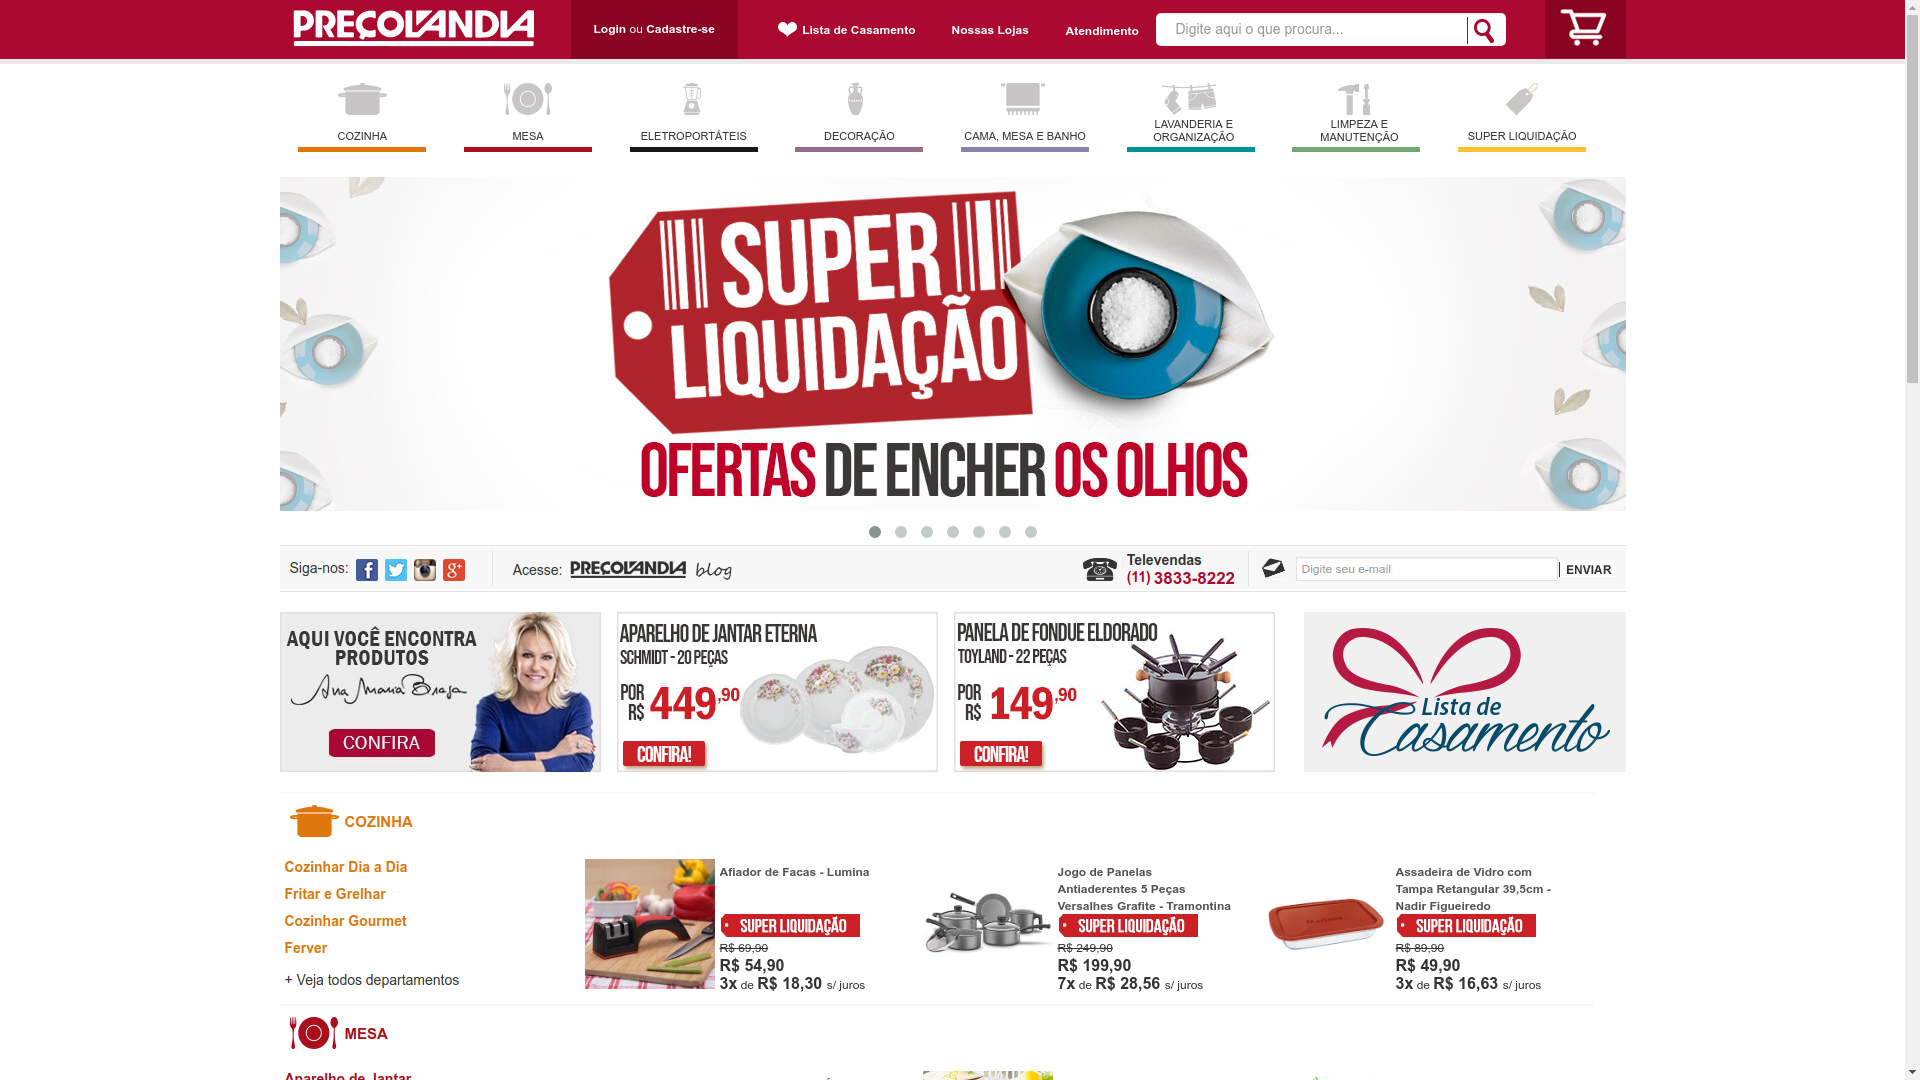 PREÇOLANDIA
Login ou Cadastre-se
Lista de Casamento
Nossas Lojas
Atendimento
Digite aqui o que procura...
COZINHA
MESA
ELETROPORTÁTEIS
DECORAÇÃO
CAMA, MESA E BANHO
LAVANDERIA E
ORGANIZAÇÃO
LIMPEZA E
MANUTENÇÃO
SUPER LIQUIDAÇÃO
SUPER
LIQUIDAÇÃO
OFERTAS DE ENCHER OS OLHOS
Siga-nos:
Acesse: PREÇOLANDIA blog
Televendas
(11) 3833-8222
Digite seu e-mail
ENVIAR
AQUI VOCÊ ENCONTRA
PRODUTOS
Ana Maria Braga
CONFIRA
APARELHO DE JANTAR ETERNA
SCHMIDT - 20 PEÇAS
POR
R$ 449,90
CONFIRA!
PANELA DE FONDUE ELDORADO
TOYLAND - 22 PEÇAS
POR
R$ 149,90
CONFIRA!
Lista de
Casamento
COZINHA
Cozinhar Dia a Dia
Fritar e Grelhar
Cozinhar Gourmet
Ferver
+ Veja todos departamentos
Afiador de Facas - Lumina
SUPER LIQUIDAÇÃO
R$ 69,90
R$ 54,90
3x de R$ 18,30 s/ juros
Jogo de Panelas
Antiaderentes 5 Peças
Versalhes Grafite - Tramontina
SUPER LIQUIDAÇÃO
R$ 249,90
R$ 199,90
7x de R$ 28,56 s/ juros
Assadeira de Vidro com
Tampa Retangular 39,5cm -
Nadir Figueiredo
SUPER LIQUIDAÇÃO
R$ 89,90
R$ 49,90
3x de R$ 16,63 s/ juros
MESA
Aparelho de Jantar